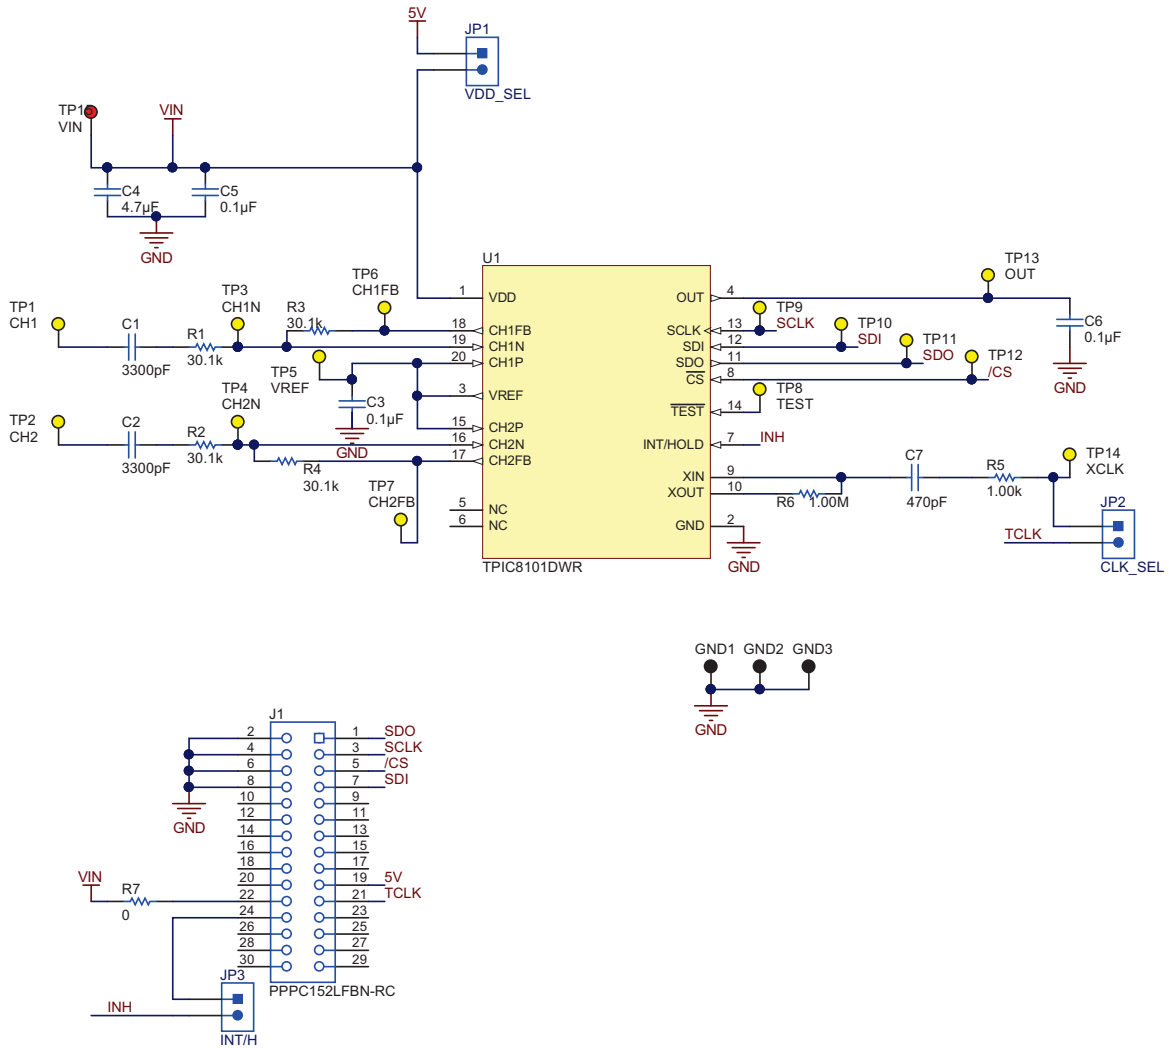 5V
JP1
VDD_SEL
TP15
VIN
VIN
C4
4.7µF
C5
0.1µF
GND
U1
TP1
CH1
C1
3300pF
R1
30.1k
TP3
CH1N
R3
30.1k
TP6
CH1FB
TP5
VREF
C3
0.1µF
GND
TP2
CH2
C2
3300pF
R2
30.1k
TP4
CH2N
R4
30.1k
TP7
CH2FB
1 VDD
18 CH1FB
19 CH1N
20 CH1P
3 VREF
15 CH2P
16 CH2N
17 CH2FB
5 NC
6 NC
OUT 4
SCLK 13
SDI 12
SDO 11
CS 8
TEST 14
INT/HOLD 7
XIN 9
XOUT 10
GND 2
TPIC8101DWR
TP13
OUT
C6
0.1µF
GND
TP9
SCLK
TP10
SDI
TP11
SDO
TP12
/CS
TP8
TEST
INH
R6 1.00M
C7
470pF
R5
1.00k
TP14
XCLK
JP2
TCLK
CLK_SEL
GND
GND1 GND2 GND3
GND
J1
2 1 SDO
4 3 SCLK
6 5 /CS
8 7 SDI
10 9
12 11
14 13
16 15
18 17
20 19 5V
22 21 TCLK
24 23
26 25
28 27
30 29
GND
VIN
R7
0
PPPC152LFBN-RC
JP3
INH
INT/H